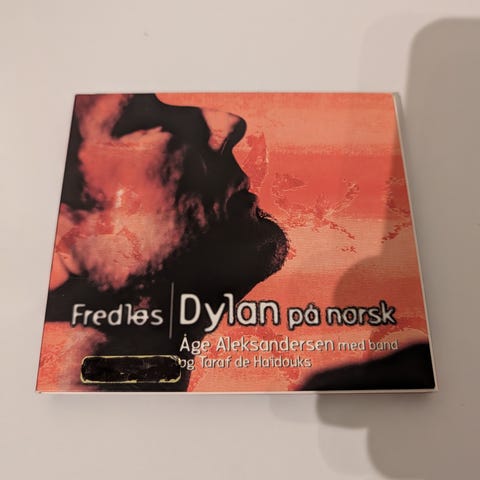 Fredløs | Dylan på norsk
Åge Aleksandersen med band
og Taraf de Haïdouks